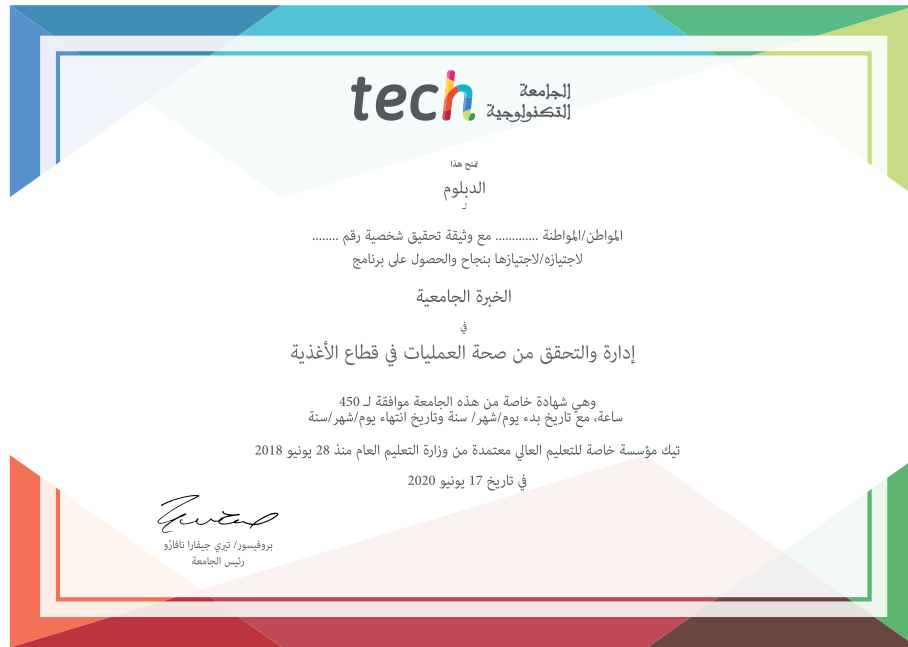 tech الجامعة
التكنولوجية
تمنح هذا
الدبلوم
لـ
المواطن/المواطنة ............. مع وثيقة تحقيق شخصية رقم ........
لاجتيازه/لاجتيازها بنجاح والحصول على برنامج
الخبرة الجامعية
في
إدارة والتحقق من صحة العمليات في قطاع الأغذية
وهي شهادة خاصة من هذه الجامعة موافقة لـ 450
ساعة، مع تاريخ بدء يوم/شهر/ سنة وتاريخ انتهاء يوم/شهر/سنة
تيك مؤسسة خاصة للتعليم العالي معتمدة من وزارة التعليم العام منذ 28 يونيو 2018
في تاريخ 17 يونيو 2020
بروفيسور/ تيري جيفارا نافارّو
رئيس الجامعة